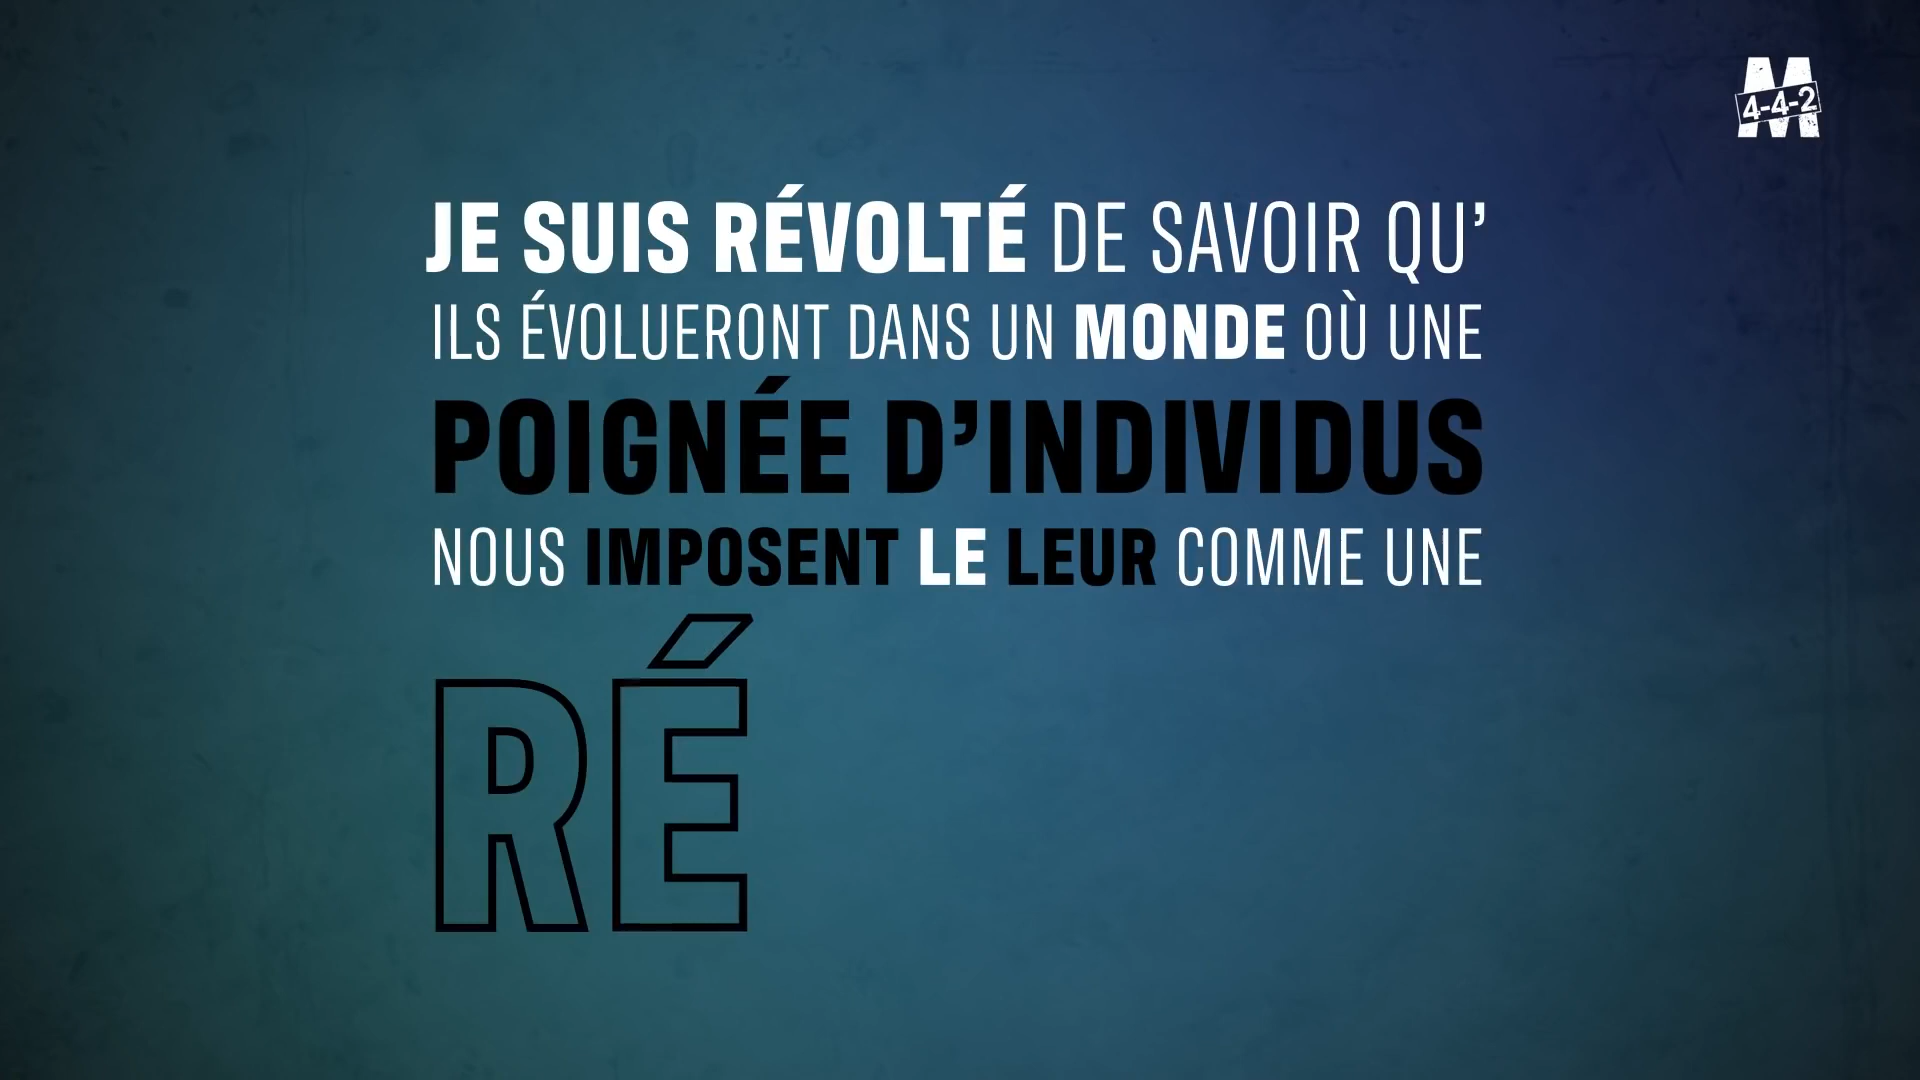 M
4-4-2
JE SUIS RÉVOLTÉ DE SAVOIR QU’
ILS ÉVOLUERONT DANS UN MONDE OÙ UNE
POIGNÉE D’INDIVIDUS
NOUS IMPOSENT LE LEUR COMME UNE
RÉ